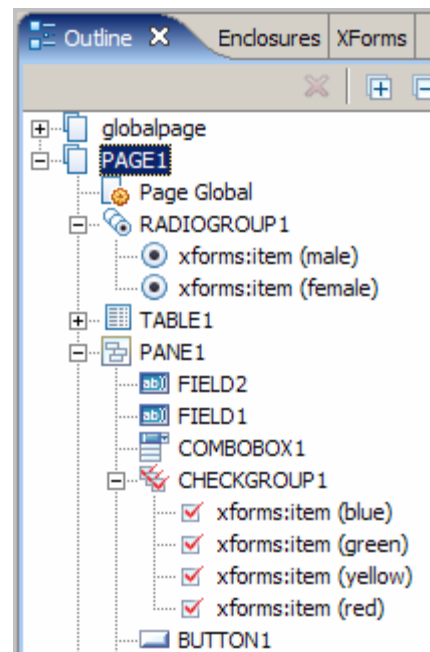 Outline Enclosures XForms
globalpage
PAGE1
Page Global
RADIOGROUP1
xforms:item (male)
xforms:item (female)
TABLE1
PANE1
FIELD2
FIELD1
COMBOBOX1
CHECKGROUP1
xforms:item (blue)
xforms:item (green)
xforms:item (yellow)
xforms:item (red)
BUTTON1